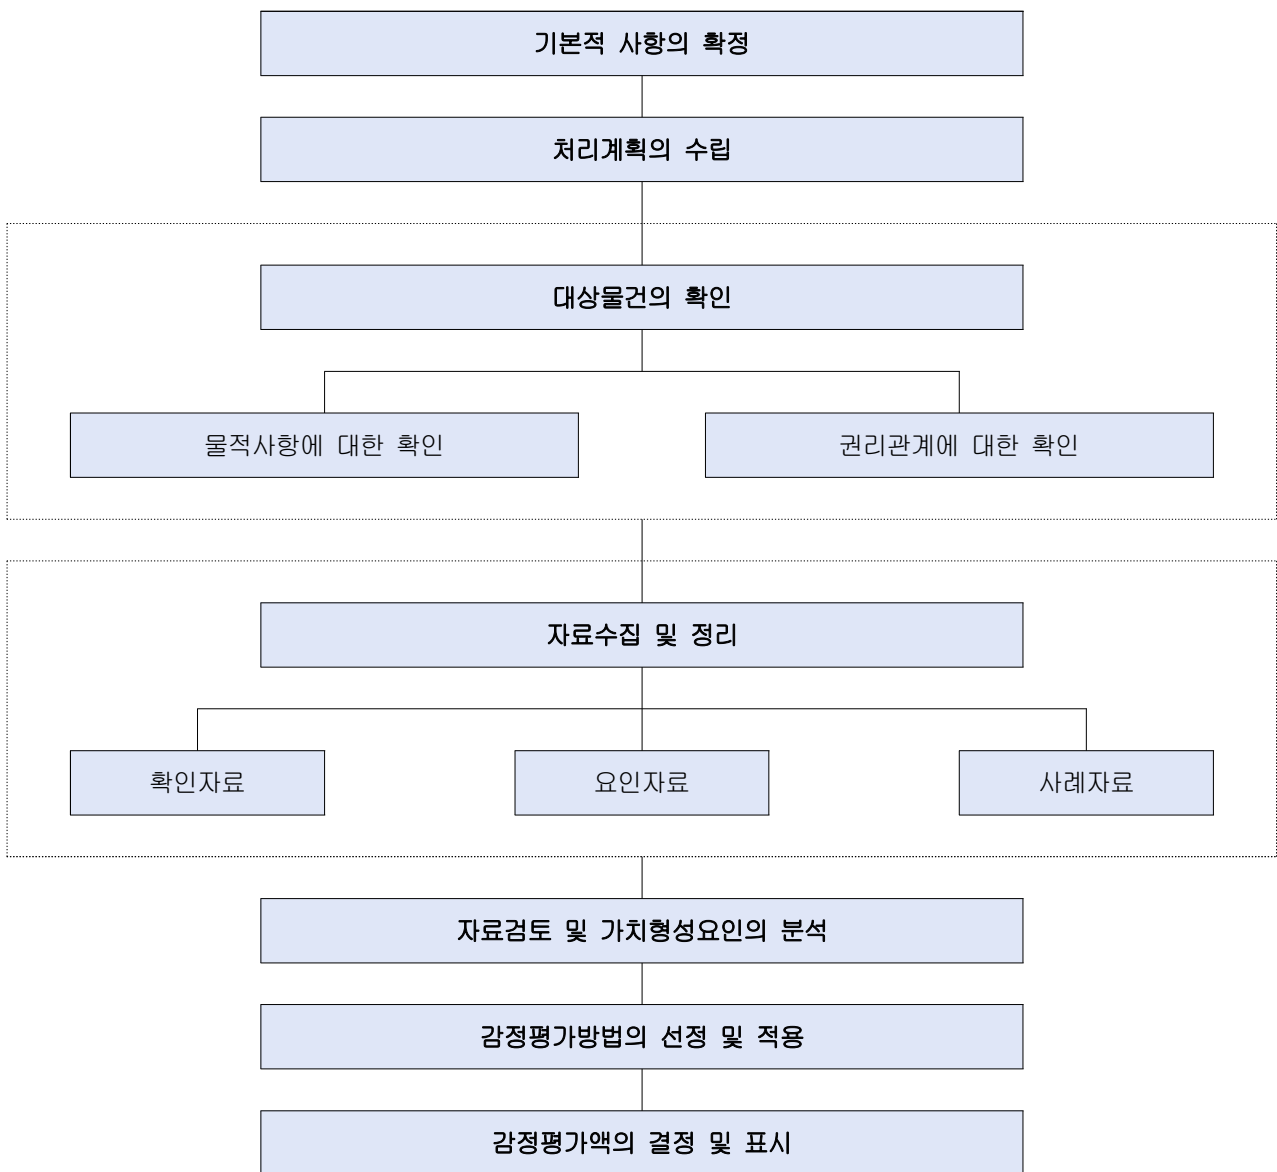 기본적 사항의 확정
처리계획의 수립
대상물건의 확인
물적사항에 대한 확인
권리관계에 대한 확인
자료수집 및 정리
확인자료
요인자료
사례자료
자료검토 및 가치형성요인의 분석
감정평가방법의 선정 및 적용
감정평가액의 결정 및 표시